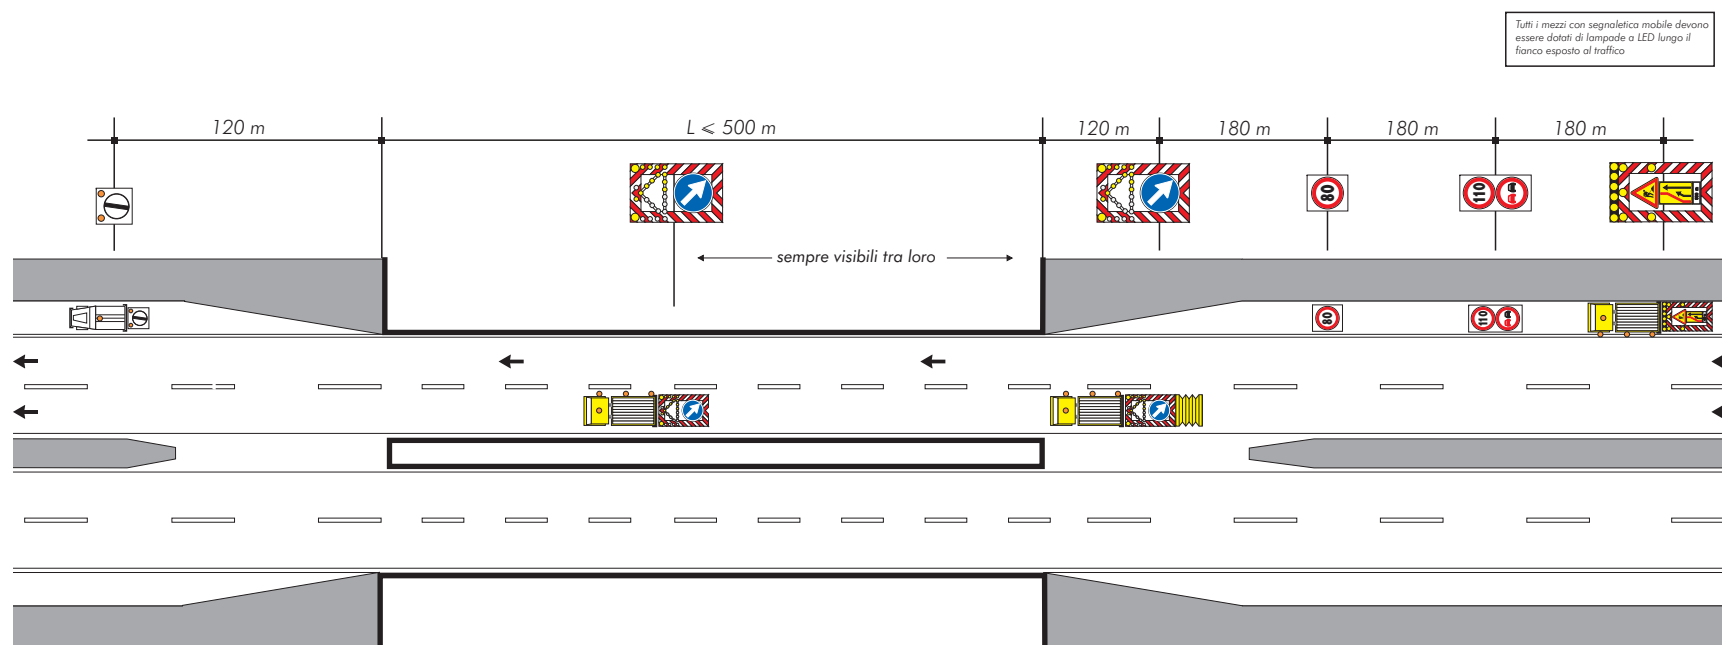 Tutti i mezzi con segnaletica mobile devono
essere dotati di lampade a LED lungo il
fianco esposto al traffico
120 m
L < 500 m
120 m
180 m
180 m
180 m
80
110
sempre visibili tra loro
80
110